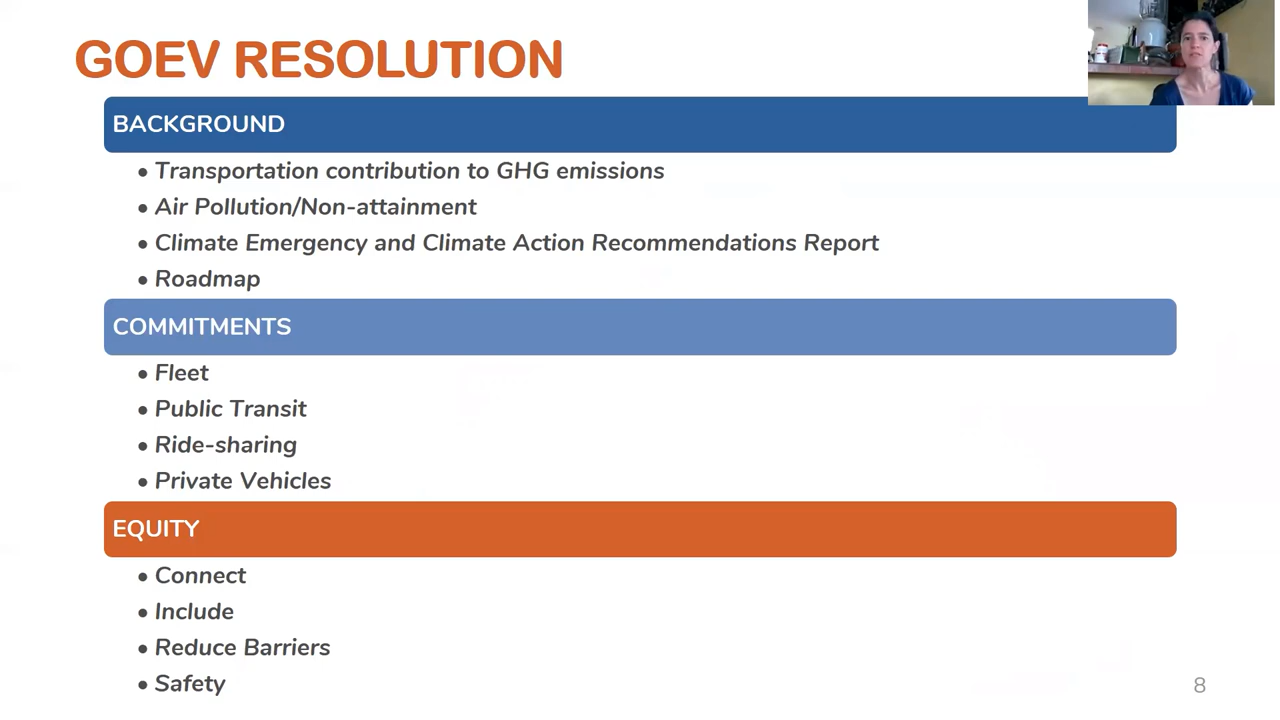 GOEV RESOLUTION
BACKGROUND
• Transportation contribution to GHG emissions
• Air Pollution/Non-attainment
• Climate Emergency and Climate Action Recommendations Report
• Roadmap
COMMITMENTS
• Fleet
• Public Transit
• Ride-sharing
• Private Vehicles
EQUITY
• Connect
• Include
• Reduce Barriers
• Safety
8